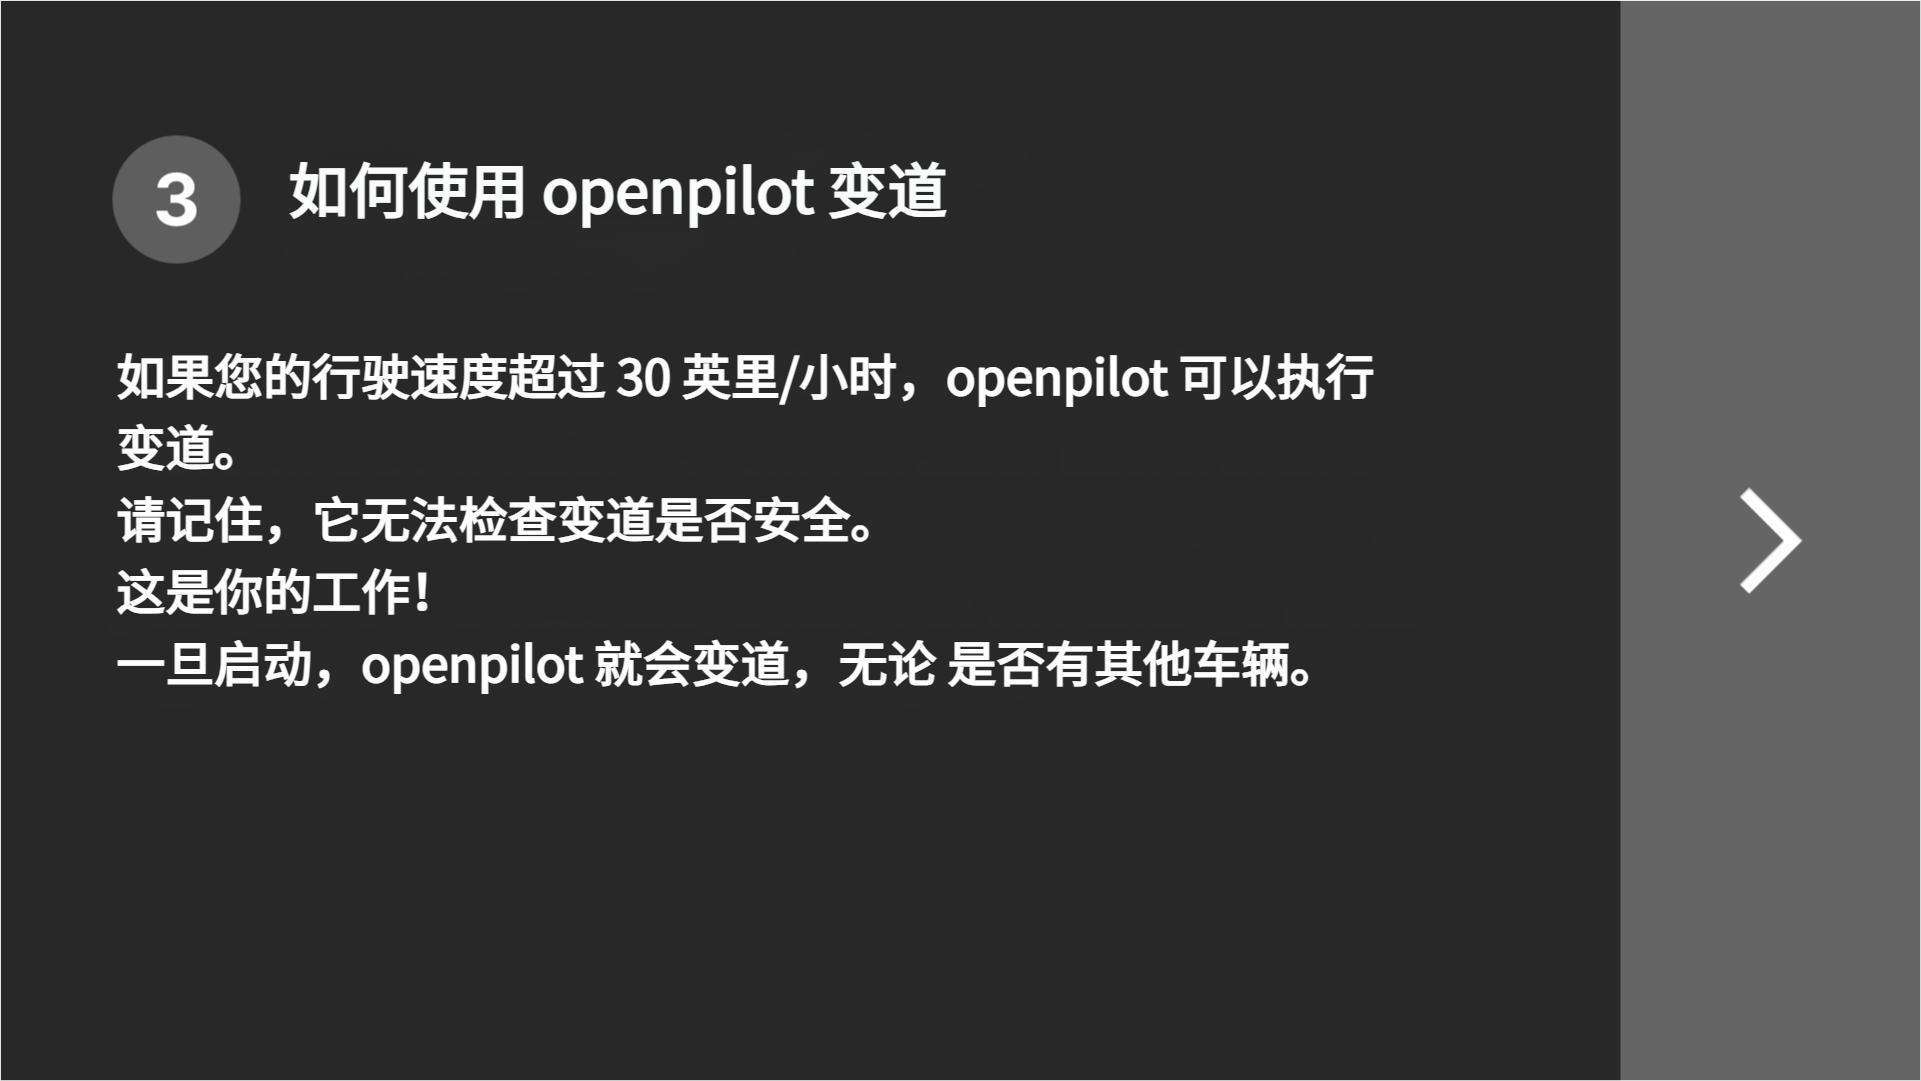 3
如何使用 openpilot 变道
如果您的行驶速度超过 30 英里/小时，openpilot 可以执行
变道。
请记住，它无法检查变道是否安全。
这是你的工作！
一旦启动，openpilot 就会变道，无论 是否有其他车辆。